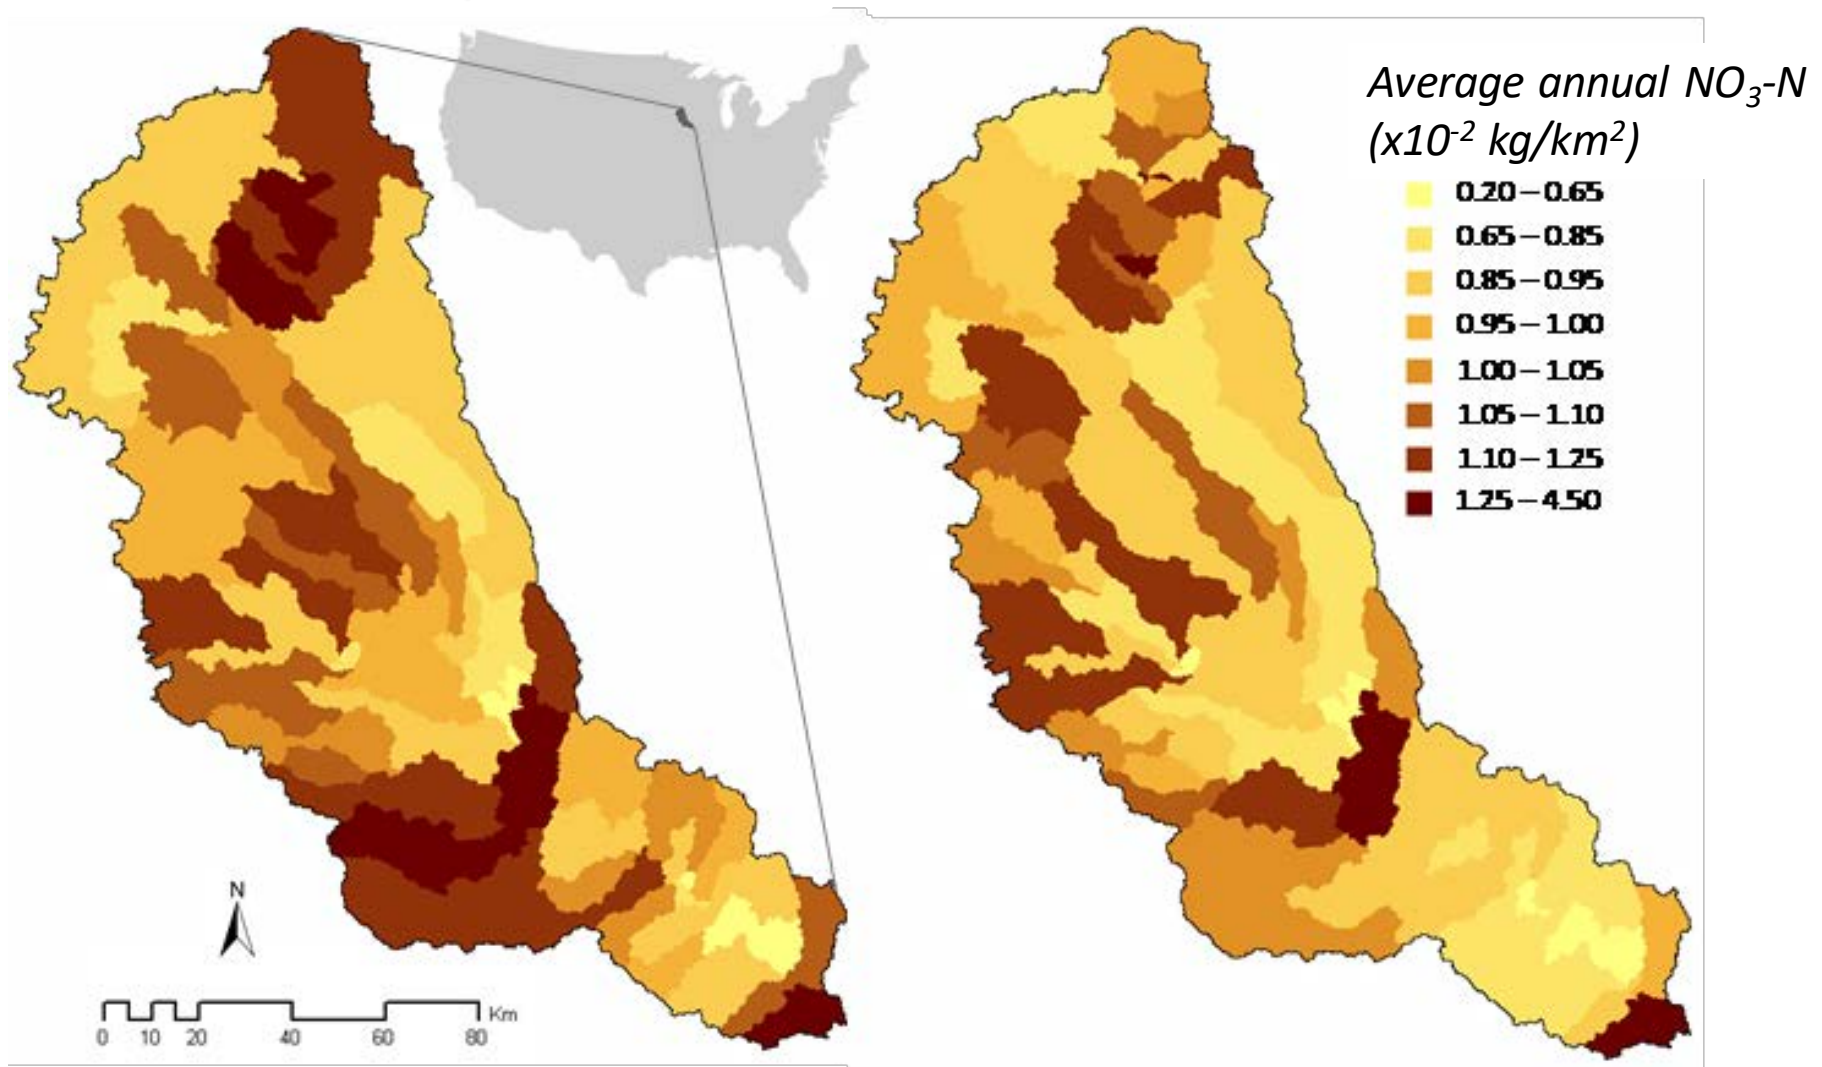 Average annual NO₃-N
(x10⁻² kg/km²)
0.20 – 0.65
0.65 – 0.85
0.85 – 0.95
0.95 – 1.00
1.00 – 1.05
1.05 – 1.10
1.10 – 1.25
1.25 – 4.50
N
Km
0 10 20 40 60 80